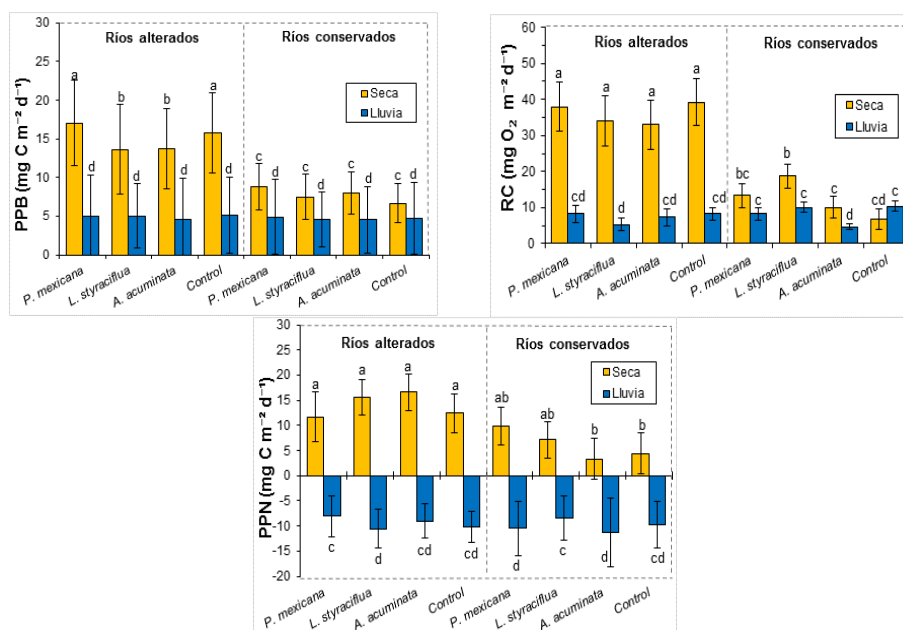 30
25
20
15
10
5
0
PPB (mg C m⁻² d⁻¹)
Ríos alterados
Ríos conservados
Seca
Lluvia
a
d
b
d
b
d
a
d
c
d
c
d
c
d
c
d
P. mexicana
L. styraciflua
A. acuminata
Control
P. mexicana
L. styraciflua
A. acuminata
Control
60
50
40
30
20
10
0
RC (mg O₂ m⁻² d⁻¹)
Ríos alterados
Ríos conservados
Seca
Lluvia
a
cd
a
d
a
cd
a
cd
bc
cd
b
c
c
d
cd
c
P. mexicana
L. styraciflua
A. acuminata
Control
P. mexicana
L. styraciflua
A. acuminata
Control
30
25
20
15
10
5
0
-5
-10
-15
-20
PPN (mg C m⁻² d⁻¹)
Ríos alterados
Ríos conservados
Seca
Lluvia
a
a
a
a
ab
ab
b
b
c
d
cd
cd
d
c
d
cd
P. mexicana
L. styraciflua
A. acuminata
Control
P. mexicana
L. styraciflua
A. acuminata
Control